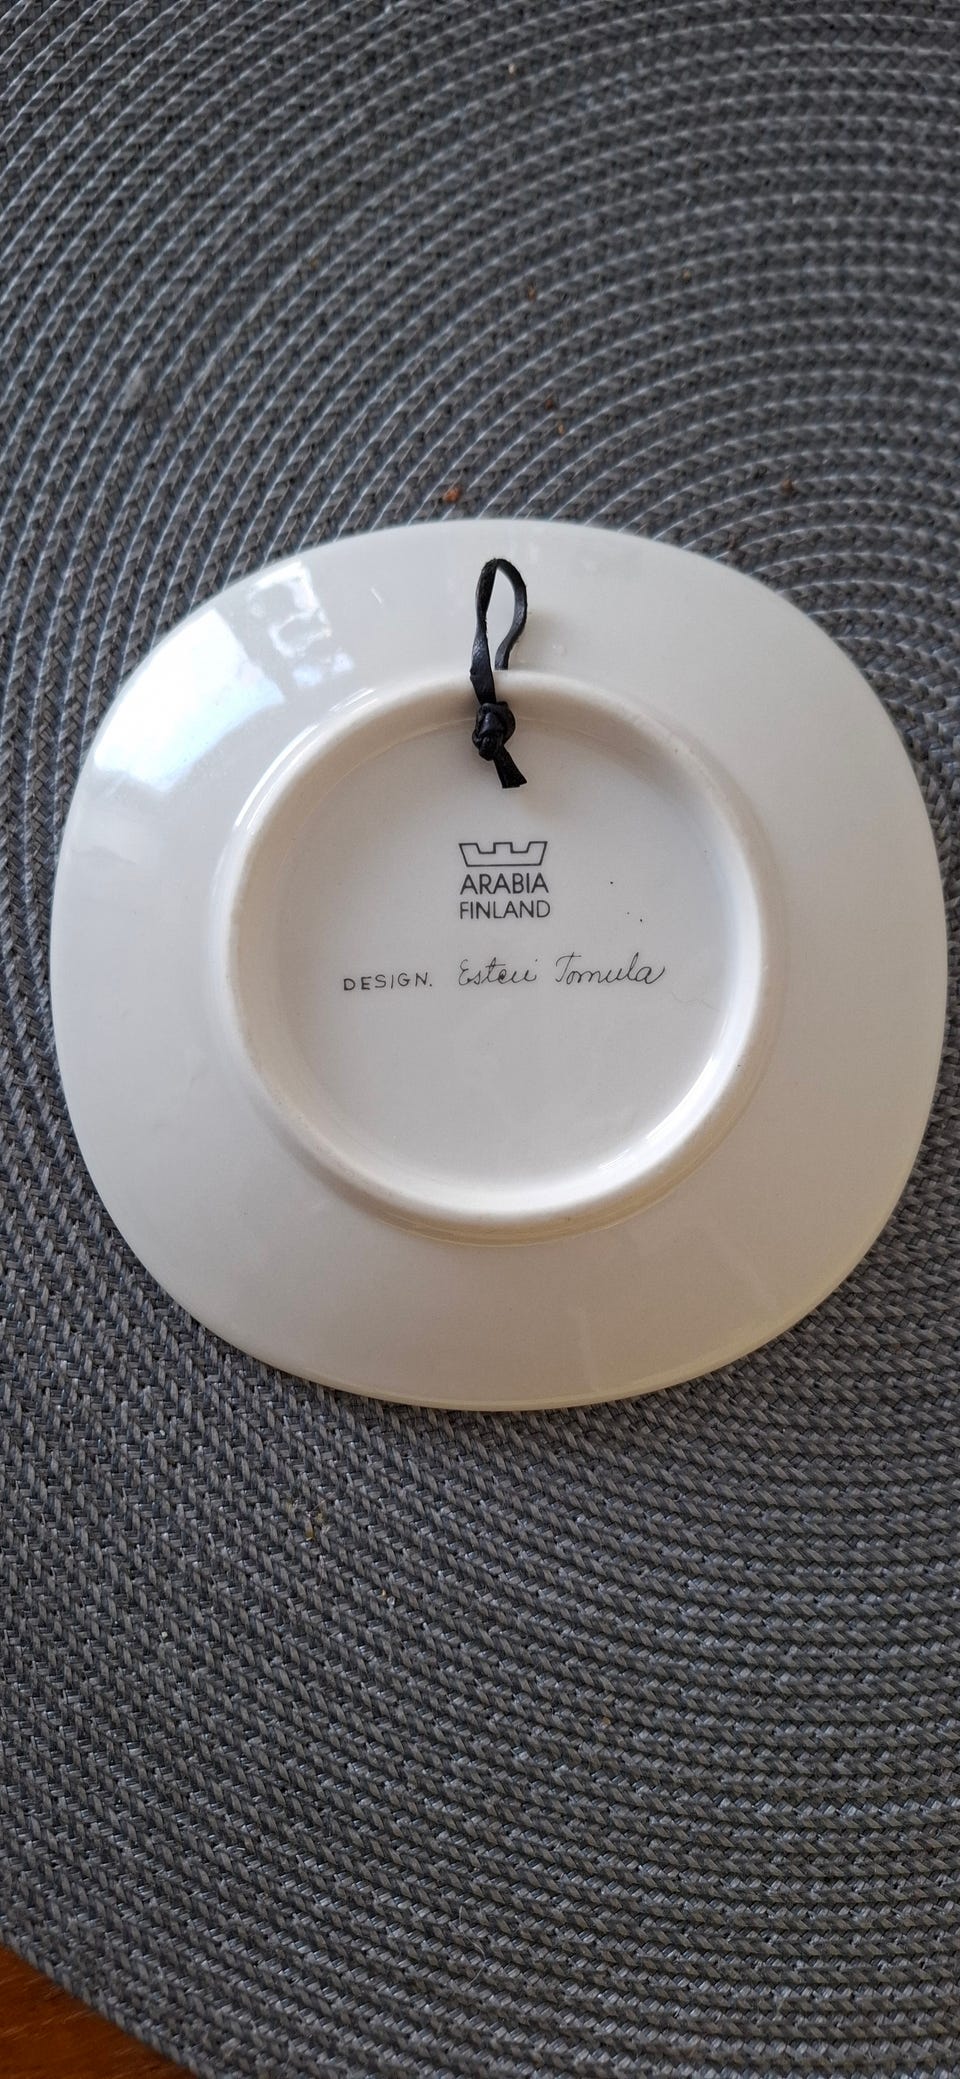 ARABIA
FINLAND
DESIGN. Esteri Tomula